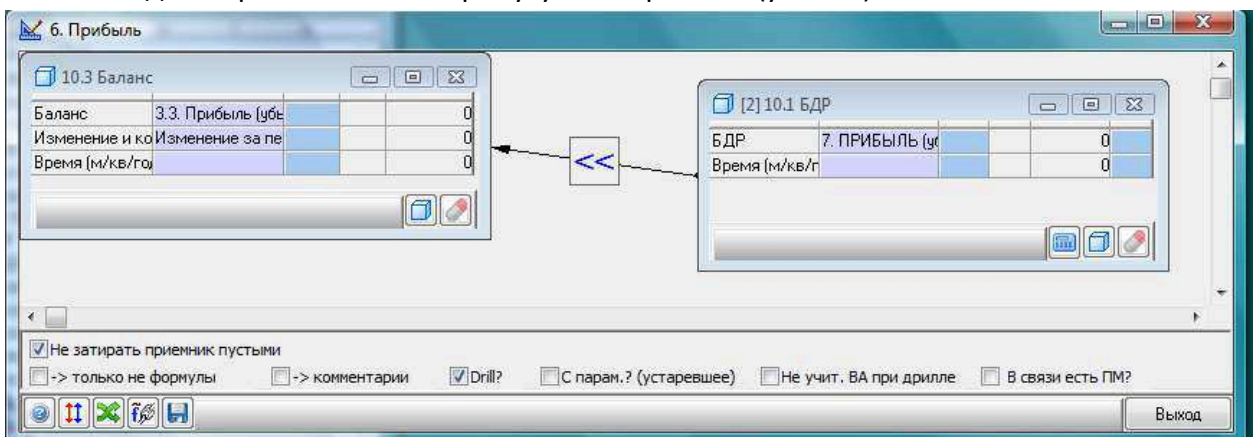 6. Прибыль
10.3 Баланс
Баланс 3.3. Прибыль (убь 0
Изменение и ко Изменение за пе 0
Время (м/кв/год 0
<<
[2] 10.1 БДР
БДР 7. ПРИБЫЛЬ (у 0
Время (м/кв/г 0
Не затирать приемник пустыми
-> только не формулы -> комментарии Drill? С парам.? (устаревшее) Не учит. ВА при дрилле В связи есть ПМ?
Выход